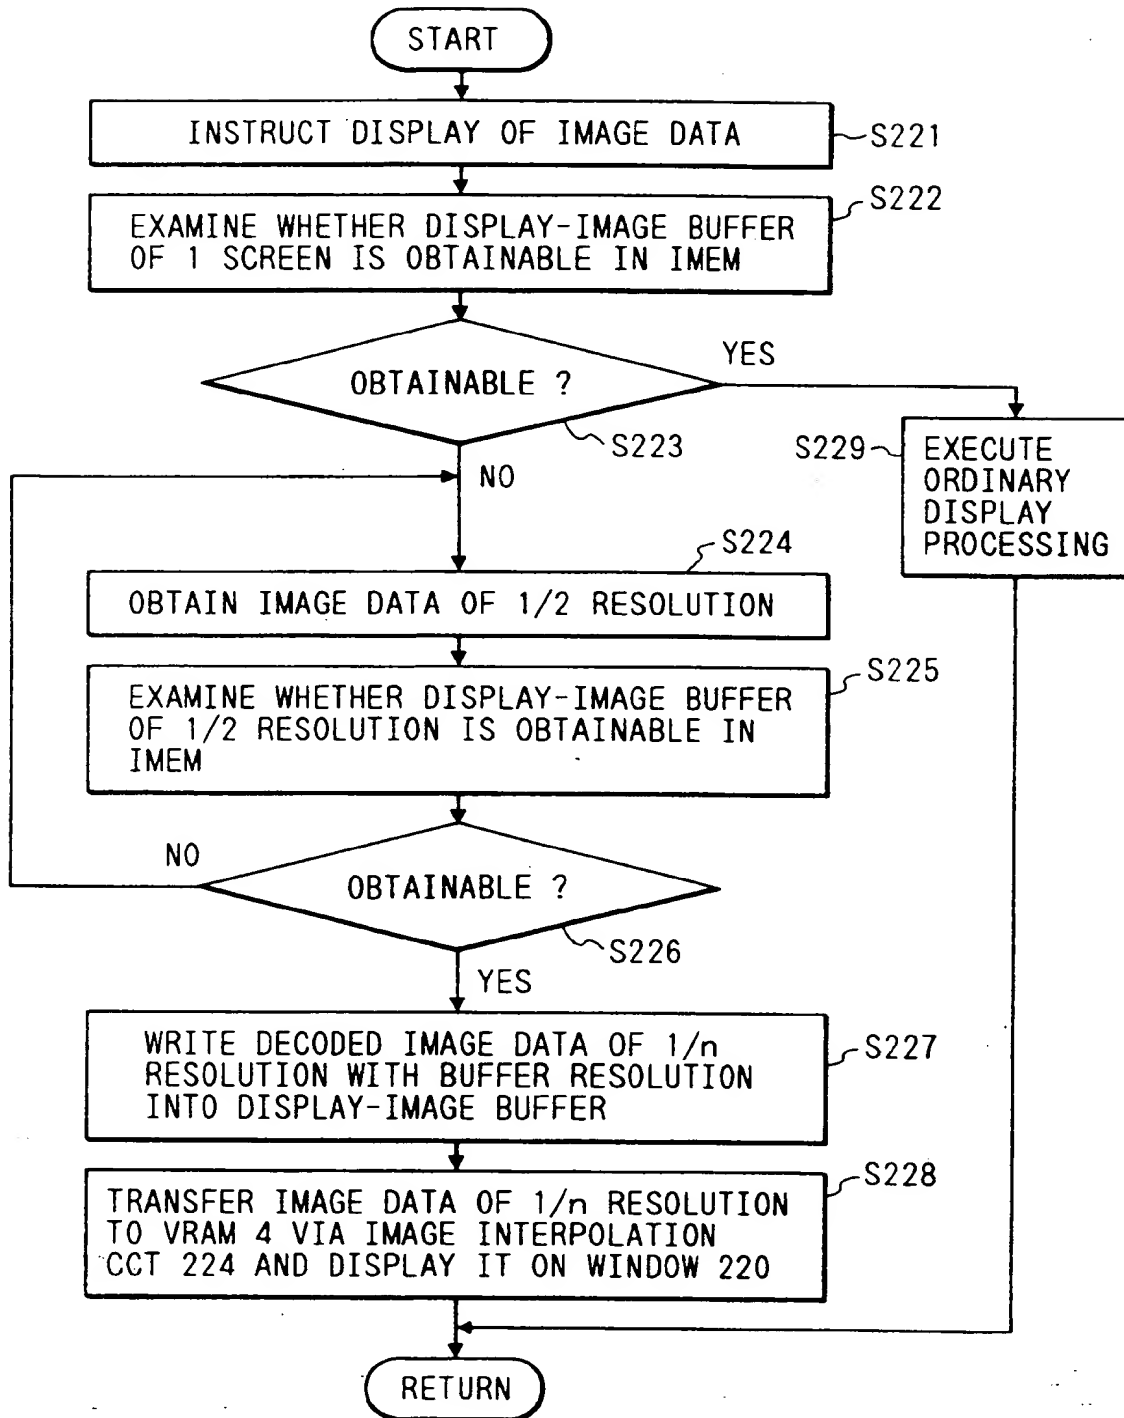 START
INSTRUCT DISPLAY OF IMAGE DATA
S221
S222
EXAMINE WHETHER DISPLAY-IMAGE BUFFER
OF 1 SCREEN IS OBTAINABLE IN IMEM
OBTAINABLE ?
YES
S223
NO
S229
EXECUTE
ORDINARY
DISPLAY
PROCESSING
S224
OBTAIN IMAGE DATA OF 1/2 RESOLUTION
S225
EXAMINE WHETHER DISPLAY-IMAGE BUFFER
OF 1/2 RESOLUTION IS OBTAINABLE IN
IMEM
NO
OBTAINABLE ?
S226
YES
WRITE DECODED IMAGE DATA OF 1/n
RESOLUTION WITH BUFFER RESOLUTION
INTO DISPLAY-IMAGE BUFFER
S227
S228
TRANSFER IMAGE DATA OF 1/n RESOLUTION
TO VRAM 4 VIA IMAGE INTERPOLATION
CCT 224 AND DISPLAY IT ON WINDOW 220
RETURN